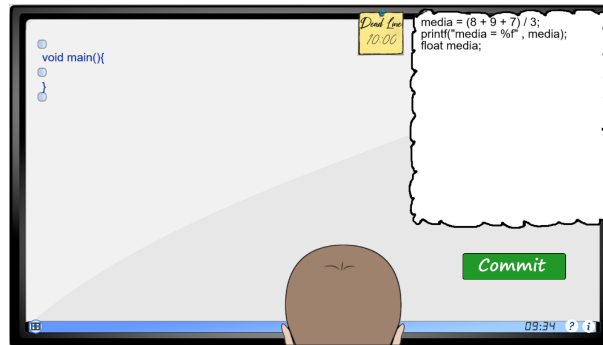 void main(){
}
Dead Line
10:00
media = (8 + 9 + 7) / 3;
printf("media = %f" , media);
float media;
Commit
09:34 ? i